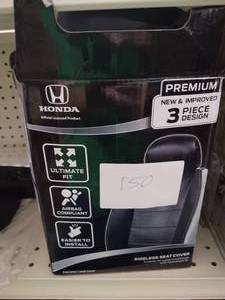 HONDA
Official Licensed Product
PREMIUM
NEW & IMPROVED
3 PIECE
DESIGN
ULTIMATE
FIT
AIRBAG
COMPLIANT
EASIER TO
INSTALL
150
SIDELESS SEAT COVER